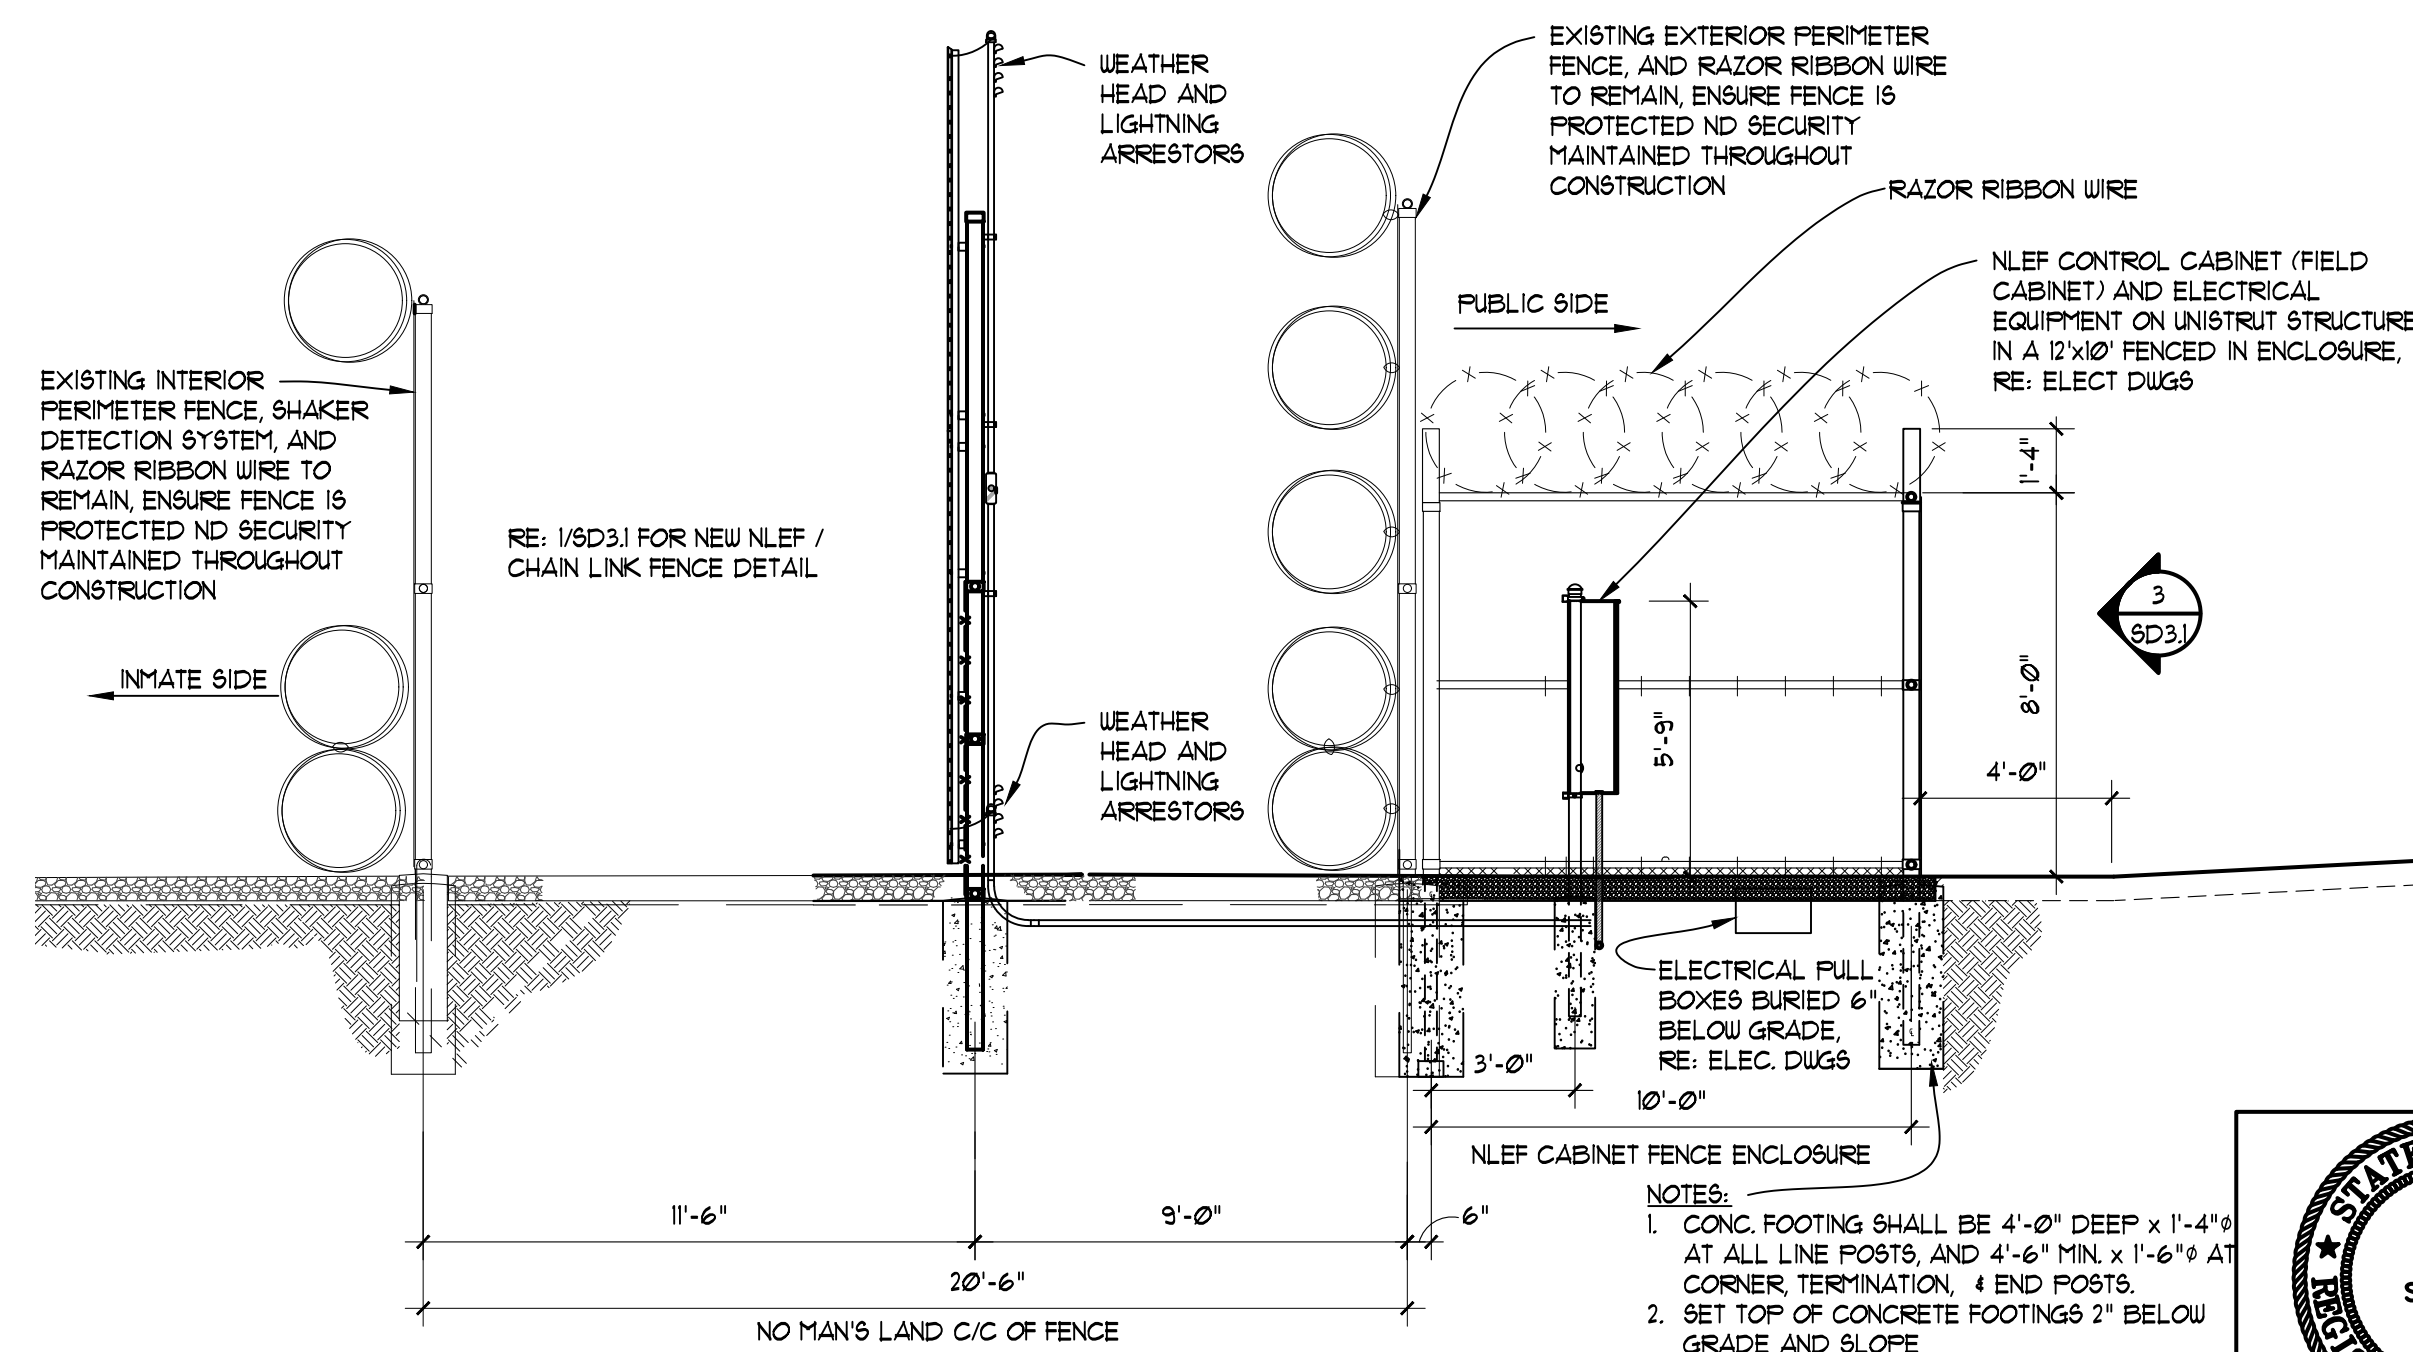 WEATHER
HEAD AND
LIGHTNING
ARRESTORS
EXISTING EXTERIOR PERIMETER
FENCE, AND RAZOR RIBBON WIRE
TO REMAIN, ENSURE FENCE IS
PROTECTED ND SECURITY
MAINTAINED THROUGHOUT
CONSTRUCTION
RAZOR RIBBON WIRE
NLEF CONTROL CABINET (FIELD
CABINET) AND ELECTRICAL
EQUIPMENT ON UNISTRUT STRUCTURE
IN A 12'x10' FENCED IN ENCLOSURE,
RE: ELECT DWGS
PUBLIC SIDE
EXISTING INTERIOR
PERIMETER FENCE, SHAKER
DETECTION SYSTEM, AND
RAZOR RIBBON WIRE TO
REMAIN, ENSURE FENCE IS
PROTECTED ND SECURITY
MAINTAINED THROUGHOUT
CONSTRUCTION
RE: 1/SD3.1 FOR NEW NLEF /
CHAIN LINK FENCE DETAIL
INMATE SIDE
WEATHER
HEAD AND
LIGHTNING
ARRESTORS
1'-4"
8'-0"
5'-9"
4'-0"
3
SD3.1
ELECTRICAL PULL
BOXES BURIED 6"
BELOW GRADE,
RE: ELEC. DWGS
3'-0"
10'-0"
NLEF CABINET FENCE ENCLOSURE
NOTES:
1. CONC. FOOTING SHALL BE 4'-0" DEEP x 1'-4"ø
AT ALL LINE POSTS, AND 4'-6" MIN. x 1'-6"ø AT
CORNER, TERMINATION, & END POSTS.
2. SET TOP OF CONCRETE FOOTINGS 2" BELOW
GRADE AND SLOPE
11'-6"
9'-0"
6"
20'-6"
NO MAN'S LAND C/C OF FENCE
STATE
REGIS